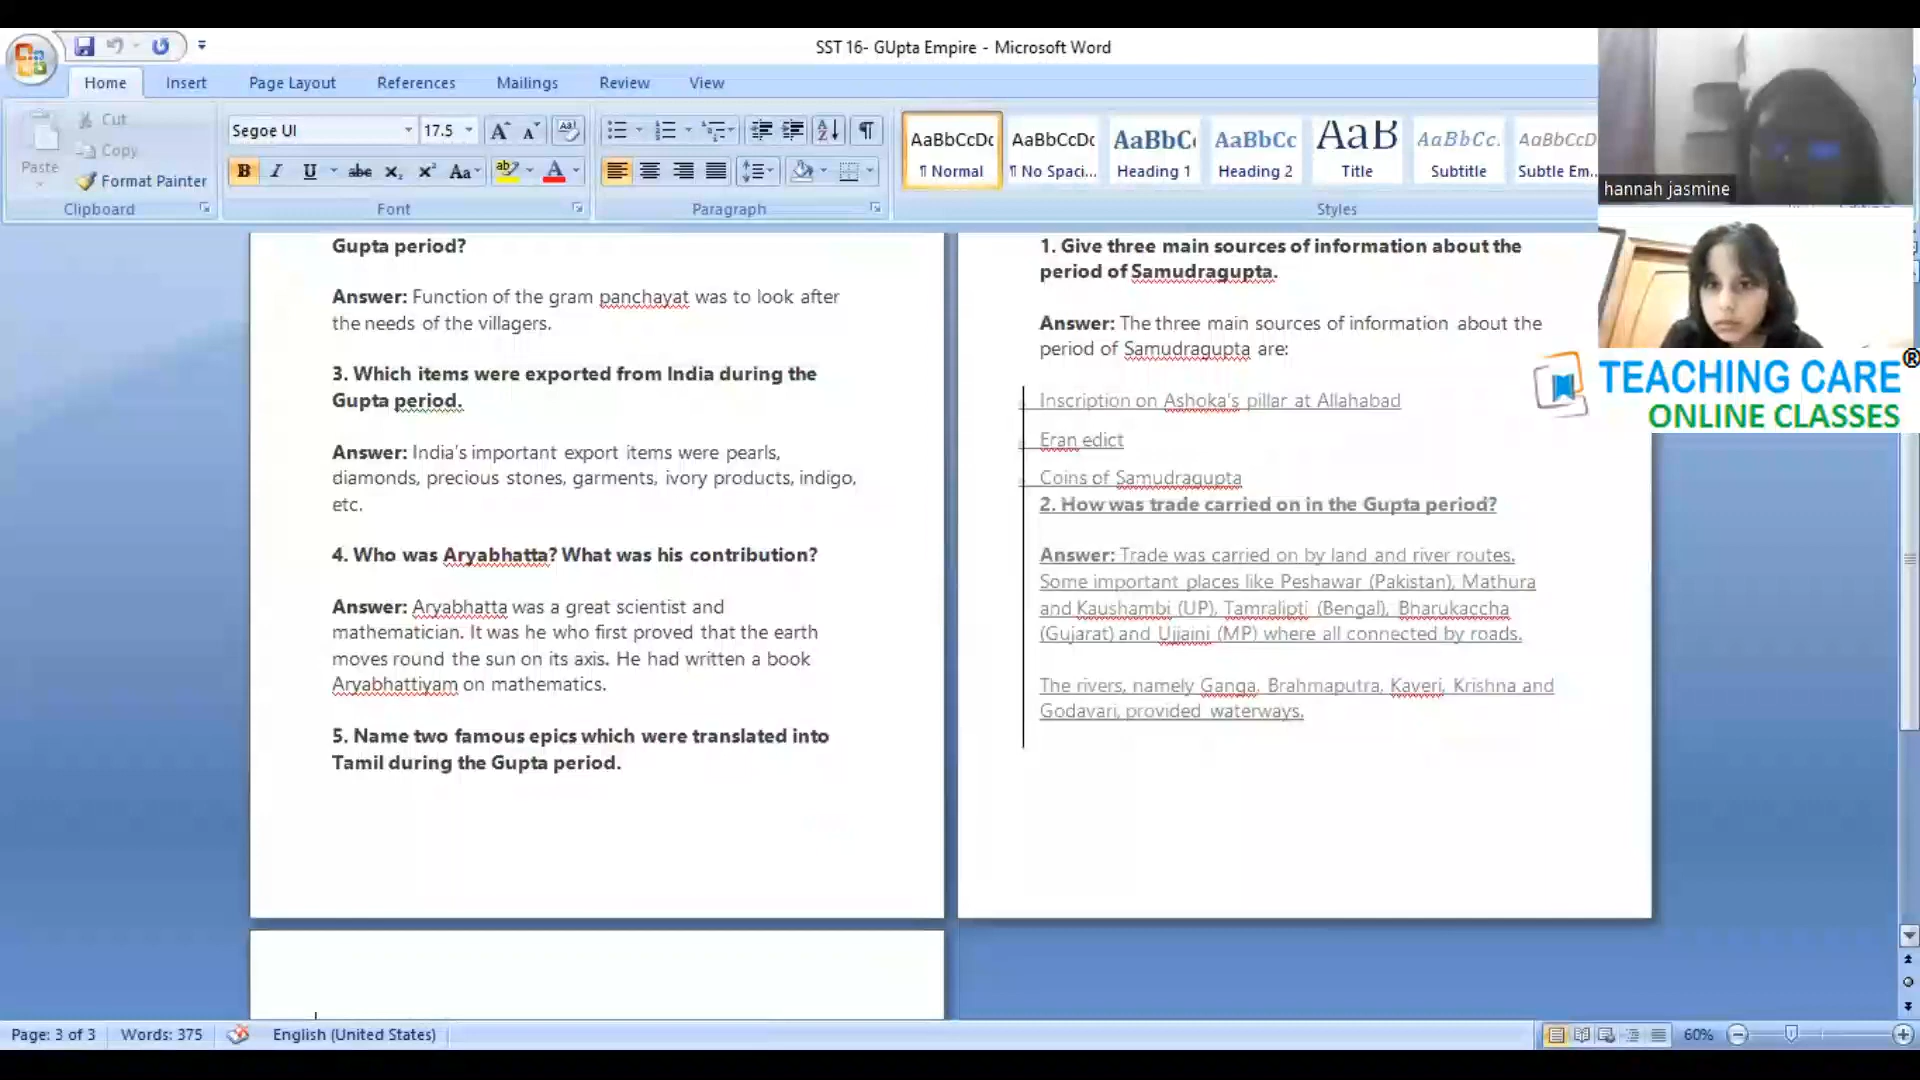 SST 16- GUpta Empire - Microsoft Word
Home Insert Page Layout References Mailings Review View
Cut
Copy
Paste
Format Painter
Segoe UI 17.5
AaBbCcDc AaBbCcDc AaBbC AaBbCc AaB AaBbCc. AaBbCcD
¶ Normal ¶ No Spaci... Heading 1 Heading 2 Title Subtitle Subtle Em...
Clipboard Font Paragraph Styles
hannah jasmine
TEACHING CARE®
ONLINE CLASSES
Gupta period?
Answer: Function of the gram panchayat was to look after
the needs of the villagers.
3. Which items were exported from India during the
Gupta period.
Answer: India's important export items were pearls,
diamonds, precious stones, garments, ivory products, indigo,
etc.
4. Who was Aryabhatta? What was his contribution?
Answer: Aryabhatta was a great scientist and
mathematician. It was he who first proved that the earth
moves round the sun on its axis. He had written a book
Aryabhattiyam on mathematics.
5. Name two famous epics which were translated into
Tamil during the Gupta period.
1. Give three main sources of information about the
period of Samudragupta.
Answer: The three main sources of information about the
period of Samudragupta are:
Inscription on Ashoka's pillar at Allahabad
Eran edict
Coins of Samudragupta
2. How was trade carried on in the Gupta period?
Answer: Trade was carried on by land and river routes.
Some important places like Peshawar (Pakistan), Mathura
and Kaushambi (UP), Tamralipti (Bengal), Bharukaccha
(Gujarat) and Ujjaini (MP) where all connected by roads.
The rivers, namely Ganga, Brahmaputra, Kaveri, Krishna and
Godavari, provided waterways.
Page: 3 of 3 Words: 375 English (United States) 60%